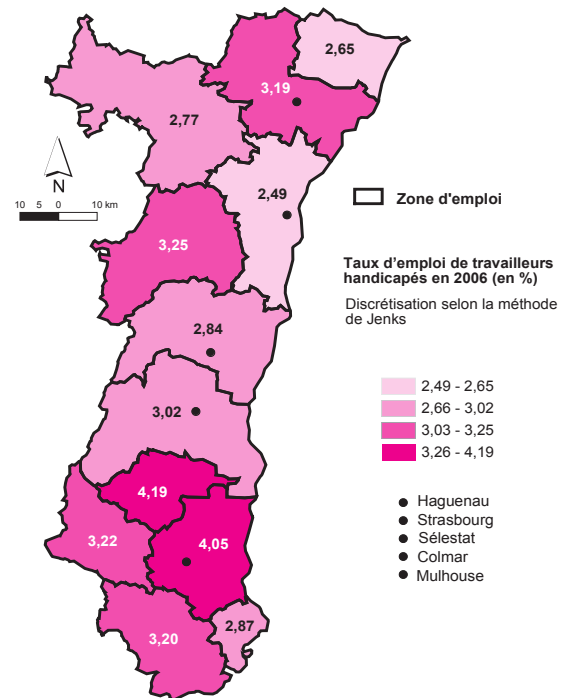 2,65
3,19
2,77
N
10 5 0 10 km
2,49
Zone d'emploi
3,25
Taux d'emploi de travailleurs
handicapés en 2006 (en %)
Discrétisation selon la méthode
de Jenks
2,84
2,49 - 2,65
2,66 - 3,02
3,03 - 3,25
3,26 - 4,19
3,02
4,19
Haguenau
Strasbourg
Sélestat
Colmar
Mulhouse
3,22
4,05
3,20
2,87